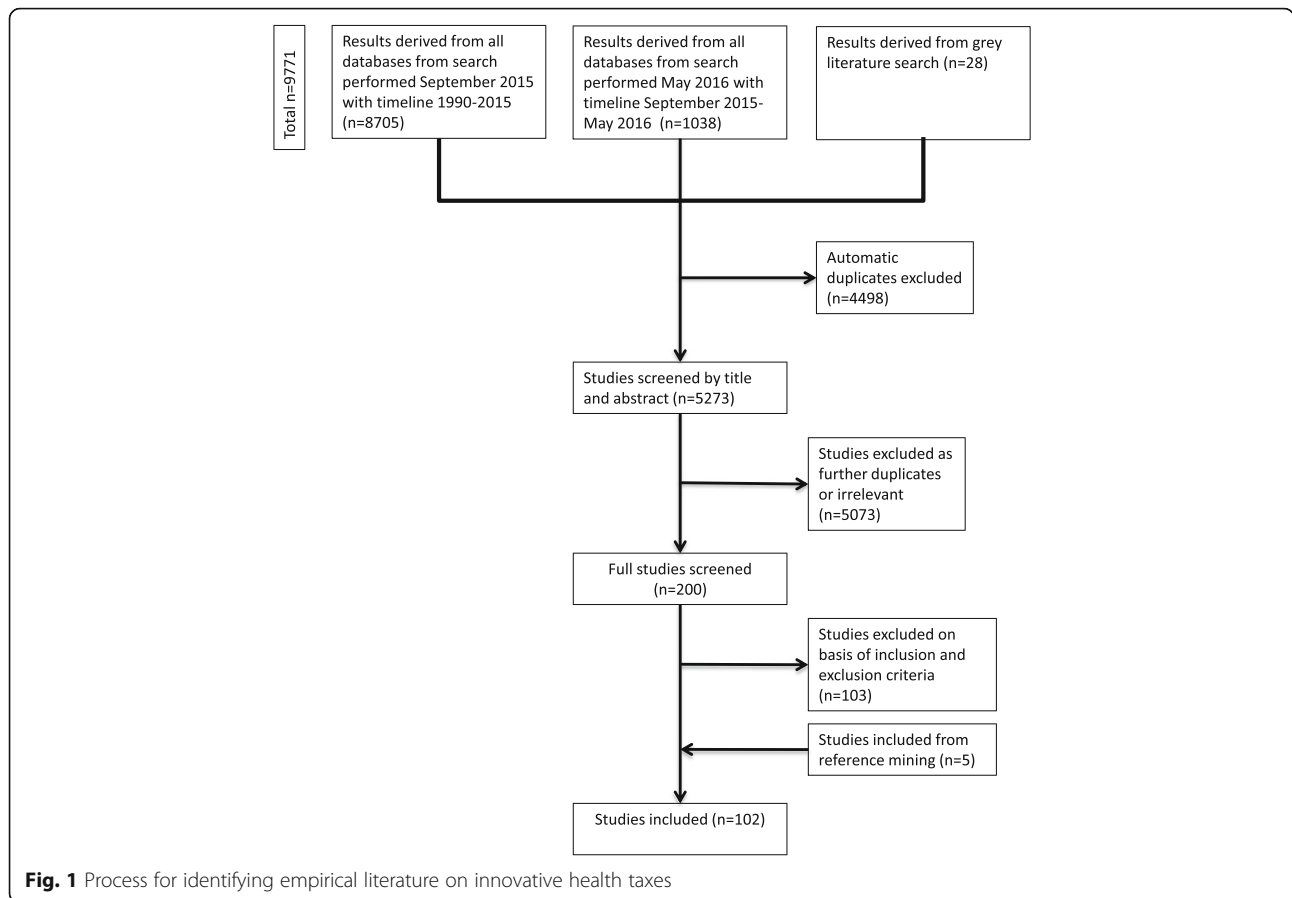 Total n=9771
Results derived from all
databases from search
performed September 2015
with timeline 1990-2015
(n=8705)
Results derived from all
databases from search
performed May 2016 with
timeline September 2015-
May 2016 (n=1038)
Results derived from grey
literature search (n=28)
Automatic
duplicates excluded
(n=4498)
Studies screened by title
and abstract (n=5273)
Studies excluded as
further duplicates
or irrelevant
(n=5073)
Full studies screened
(n=200)
Studies excluded on
basis of inclusion and
exclusion criteria
(n=103)
Studies included from
reference mining (n=5)
Studies included (n=102)
Fig. 1 Process for identifying empirical literature on innovative health taxes